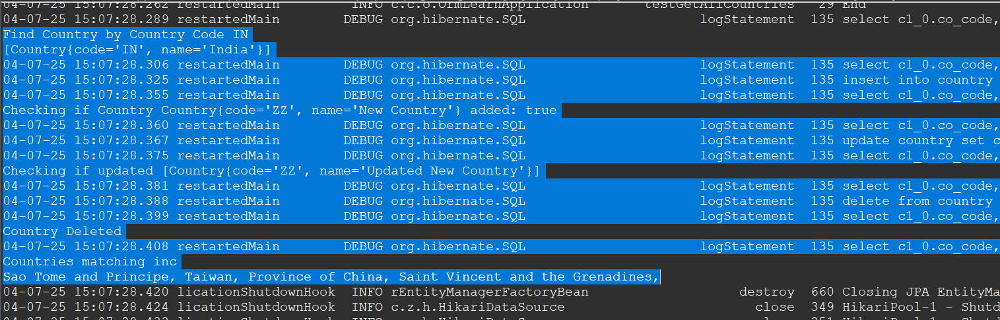 04-07-25 15:07:28.262 restartedMain INFO c.c.o.OrmLearnApplication testGetAllCountries 29 End
04-07-25 15:07:28.289 restartedMain DEBUG org.hibernate.SQL logStatement 135 select c1_0.co_code,
Find Country by Country Code IN
[Country{code='IN', name='India'}]
04-07-25 15:07:28.306 restartedMain DEBUG org.hibernate.SQL logStatement 135 select c1_0.co_code,
04-07-25 15:07:28.325 restartedMain DEBUG org.hibernate.SQL logStatement 135 insert into country
04-07-25 15:07:28.355 restartedMain DEBUG org.hibernate.SQL logStatement 135 select c1_0.co_code,
Checking if Country Country{code='ZZ', name='New Country'} added: true
04-07-25 15:07:28.360 restartedMain DEBUG org.hibernate.SQL logStatement 135 select c1_0.co_code,
04-07-25 15:07:28.367 restartedMain DEBUG org.hibernate.SQL logStatement 135 update country set c
04-07-25 15:07:28.375 restartedMain DEBUG org.hibernate.SQL logStatement 135 select c1_0.co_code,
Checking if updated [Country{code='ZZ', name='Updated New Country'}]
04-07-25 15:07:28.381 restartedMain DEBUG org.hibernate.SQL logStatement 135 select c1_0.co_code,
04-07-25 15:07:28.388 restartedMain DEBUG org.hibernate.SQL logStatement 135 delete from country
04-07-25 15:07:28.399 restartedMain DEBUG org.hibernate.SQL logStatement 135 select c1_0.co_code,
Country Deleted
04-07-25 15:07:28.408 restartedMain DEBUG org.hibernate.SQL logStatement 135 select c1_0.co_code,
Countries matching inc
Sao Tome and Principe, Taiwan, Province of China, Saint Vincent and the Grenadines,
04-07-25 15:07:28.420 licationShutdownHook INFO rEntityManagerFactoryBean destroy 660 Closing JPA EntityMa
04-07-25 15:07:28.424 licationShutdownHook INFO c.z.h.HikariDataSource close 349 HikariPool-1 - Shutd